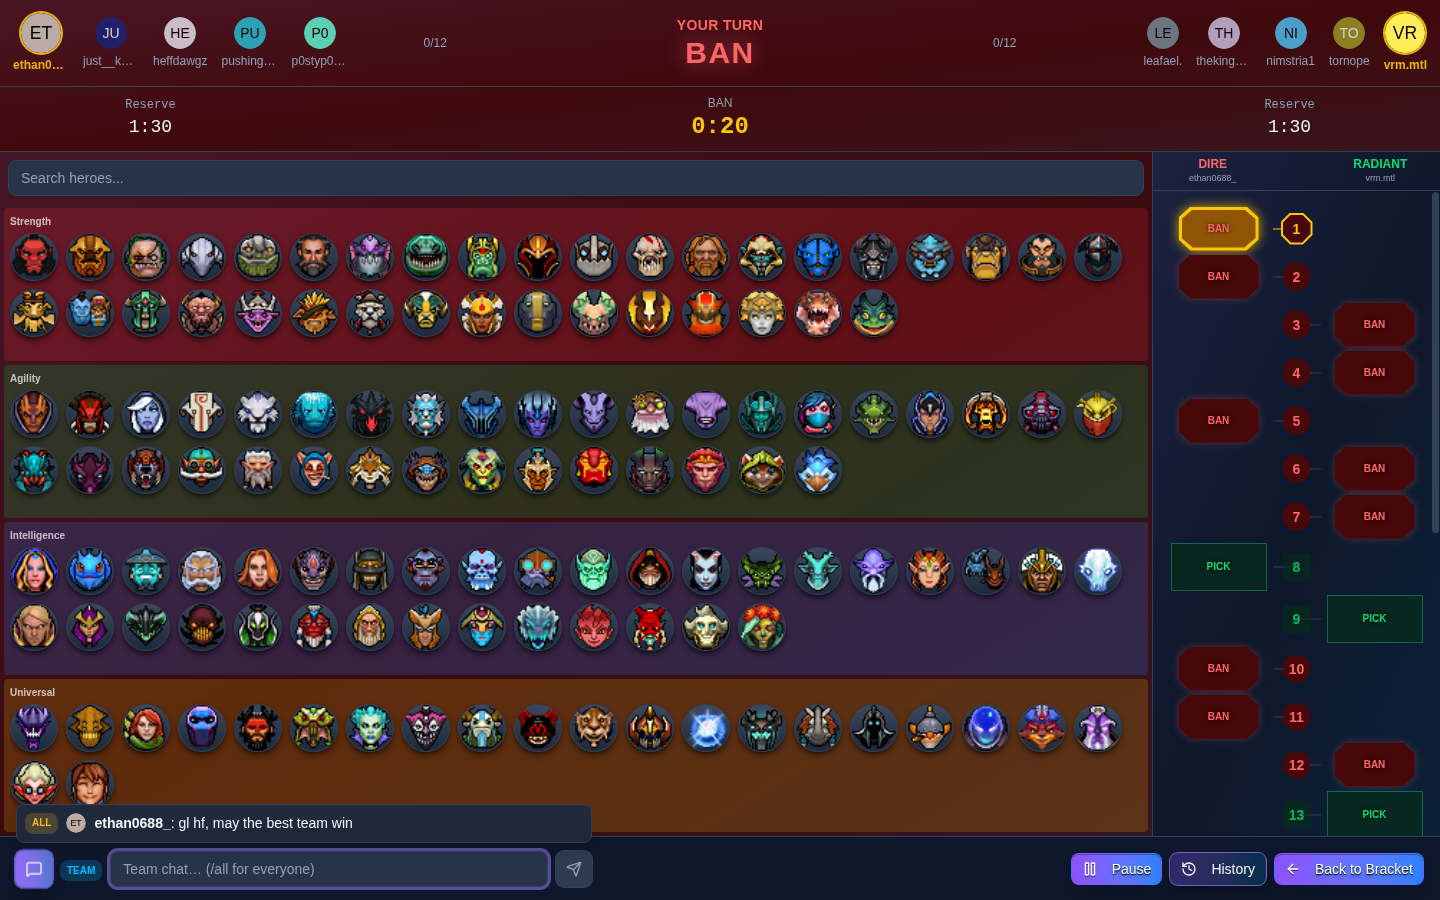 ET
JU
HE
PU
P0
ethan0…
just__k…
heffdawgz
pushing…
p0styp0…
0/12
YOUR TURN
BAN
0/12
LE
TH
NI
TO
VR
leafael.
theking…
nimstria1
tornope
vrm.mtl
Reserve
1:30
BAN
0:20
Reserve
1:30
Search heroes...
DIRE
ethan0688_
RADIANT
vrm.mtl
Strength
Agility
Intelligence
Universal
BAN 1
BAN 2
3 BAN
4 BAN
BAN 5
6 BAN
7 BAN
PICK 8
9 PICK
BAN 10
BAN 11
12 BAN
13 PICK
ALL ET ethan0688_: gl hf, may the best team win
TEAM
Team chat… (/all for everyone)
Pause
History
Back to Bracket